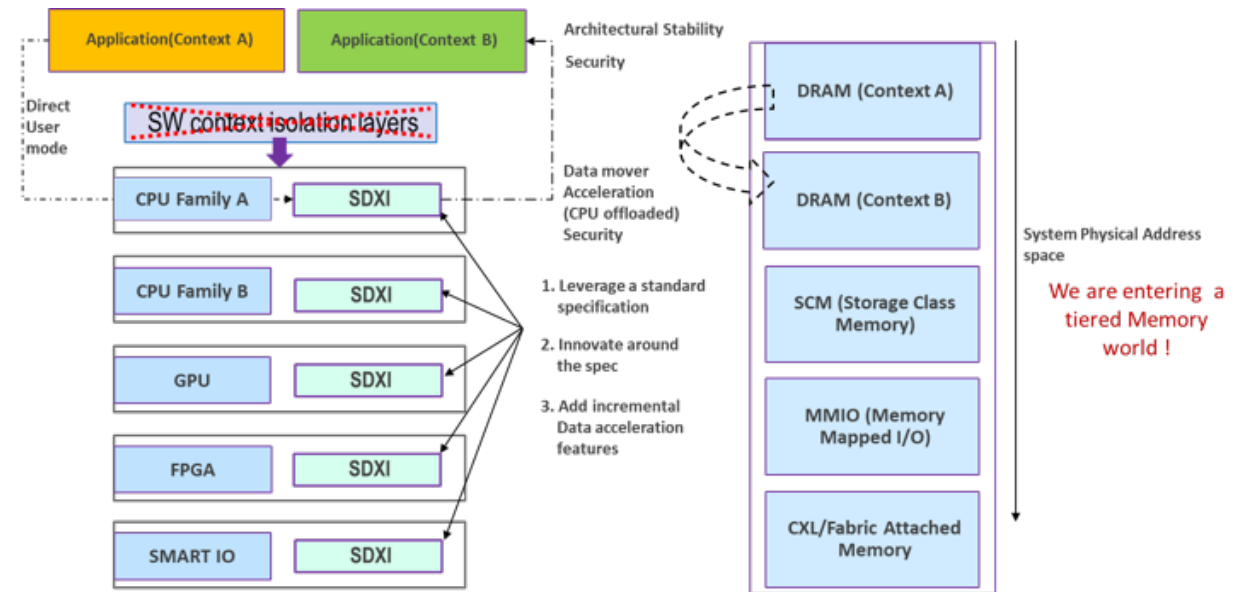 Application(Context A)
Application(Context B)
Architectural Stability
Security
Direct
User
mode
SW context isolation layers
CPU Family A
SDXI
Data mover
Acceleration
(CPU offloaded)
Security
CPU Family B
SDXI
GPU
SDXI
FPGA
SDXI
SMART IO
SDXI
1. Leverage a standard
specification
2. Innovate around
the spec
3. Add incremental
Data acceleration
features
DRAM (Context A)
DRAM (Context B)
SCM (Storage Class
Memory)
MMIO (Memory
Mapped I/O)
CXL/Fabric Attached
Memory
System Physical Address
space
We are entering a
tiered Memory
world !